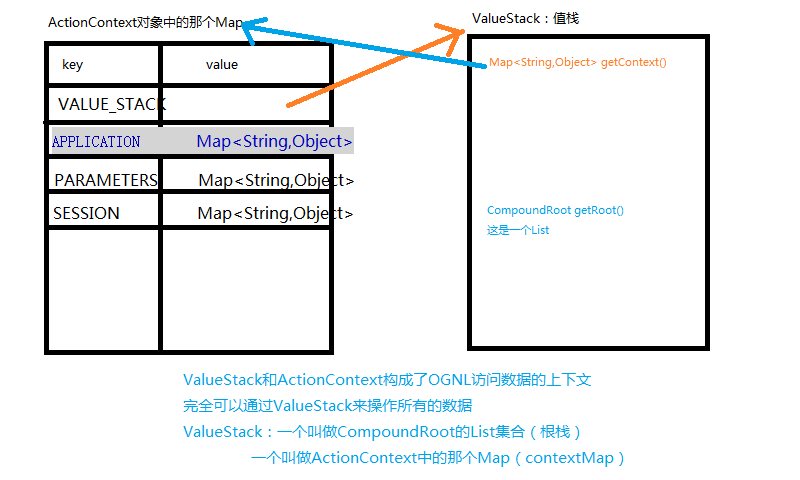 ActionContext对象中的那个Map
key value
VALUE_STACK
APPLICATION Map<String,Object>
PARAMETERS Map<String,Object>
SESSION Map<String,Object>
ValueStack：值栈
Map<String,Object> getContext()
CompoundRoot getRoot()
这是一个List
ValueStack和ActionContext构成了OGNL访问数据的上下文
完全可以通过ValueStack来操作所有的数据
ValueStack：一个叫做CompoundRoot的List集合（根栈）
一个叫做ActionContext中的那个Map（contextMap）